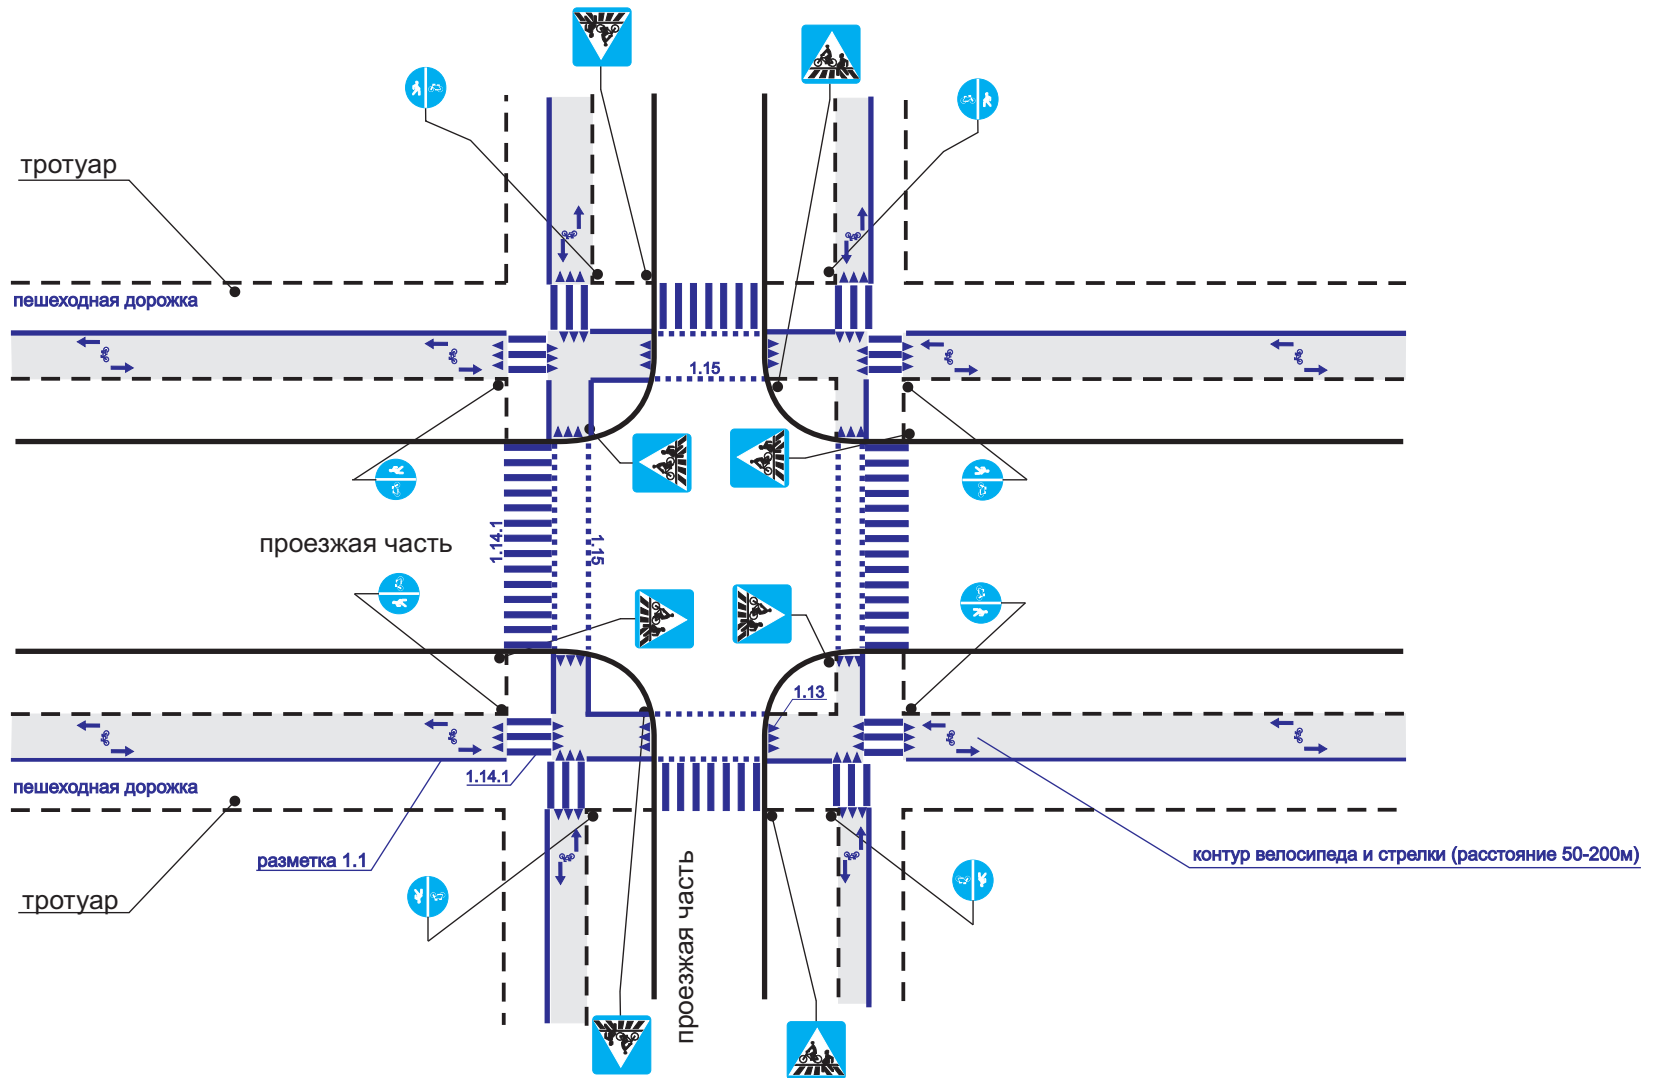 тротуар
пешеходная дорожка
1.15
1.14.1
1.15
проезжая часть
1.13
1.14.1
пешеходная дорожка
разметка 1.1
контур велосипеда и стрелки (расстояние 50-200м)
тротуар
проезжая часть